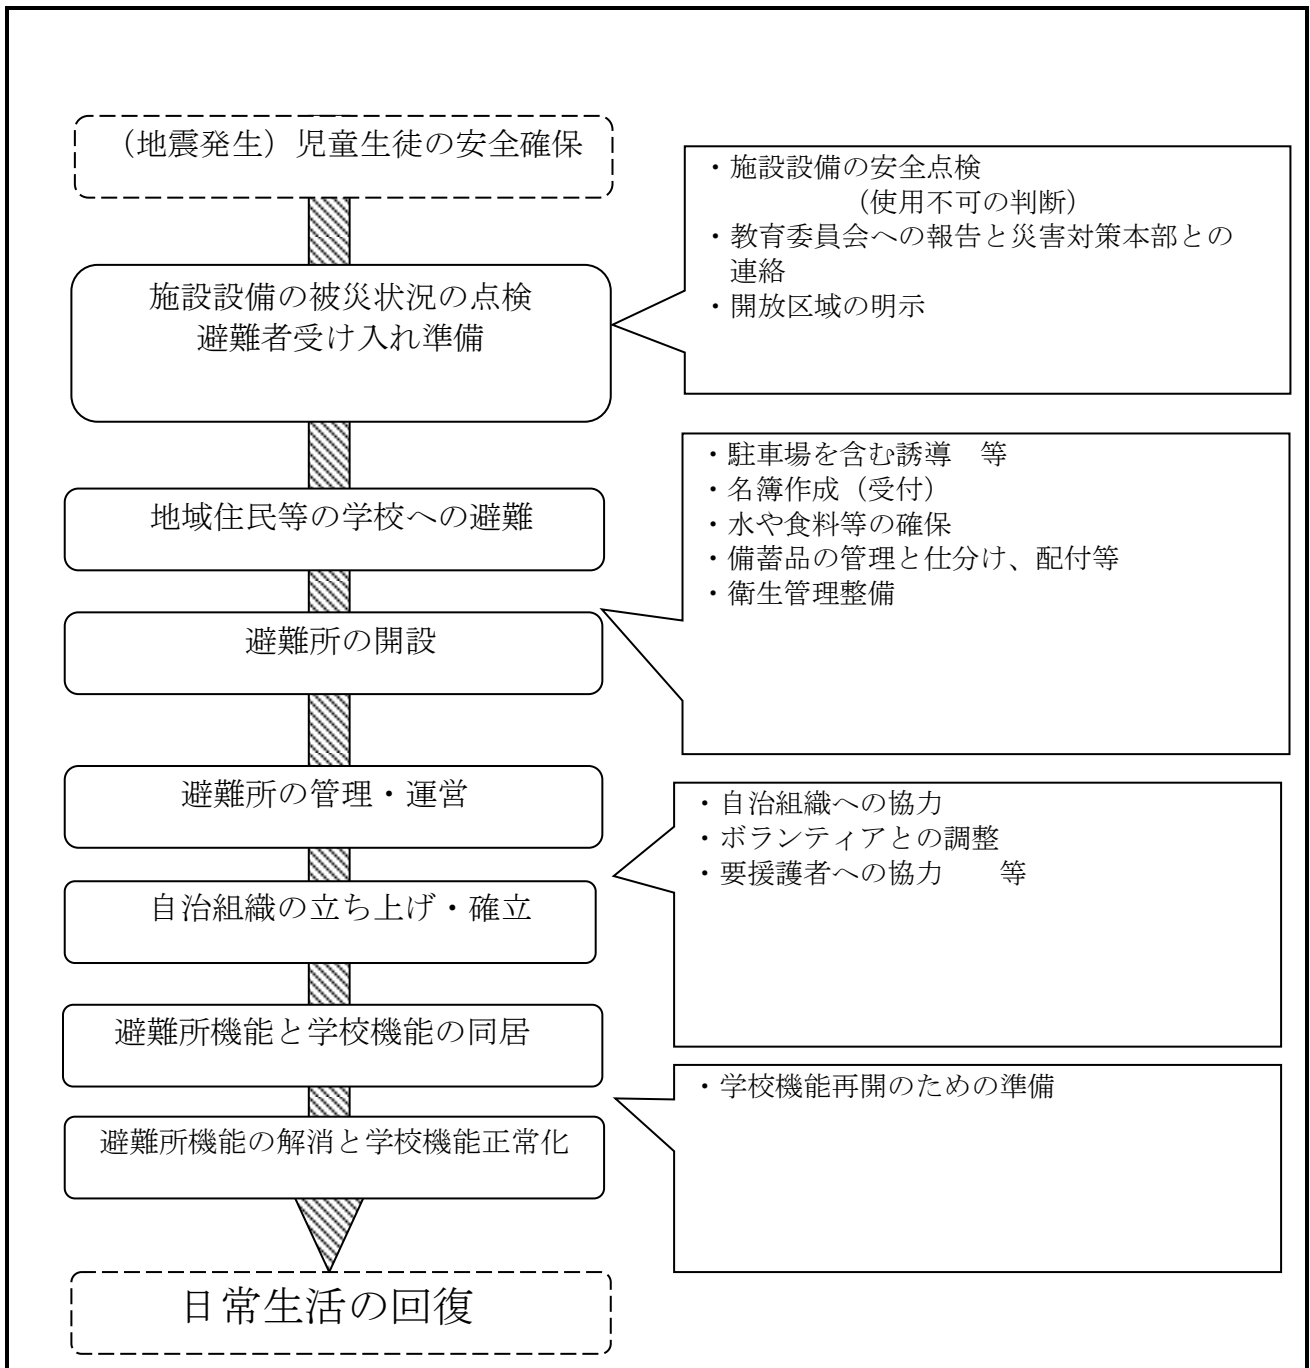 （地震発生）児童生徒の安全確保
・施設設備の安全点検
（使用不可の判断）
・教育委員会への報告と災害対策本部との
連絡
・開放区域の明示
施設設備の被災状況の点検
避難者受け入れ準備
・駐車場を含む誘導　等
・名簿作成（受付）
・水や食料等の確保
・備蓄品の管理と仕分け、配付等
・衛生管理整備
地域住民等の学校への避難
避難所の開設
避難所の管理・運営
・自治組織への協力
・ボランティアとの調整
・要援護者への協力　　等
自治組織の立ち上げ・確立
避難所機能と学校機能の同居
・学校機能再開のための準備
避難所機能の解消と学校機能正常化
日常生活の回復